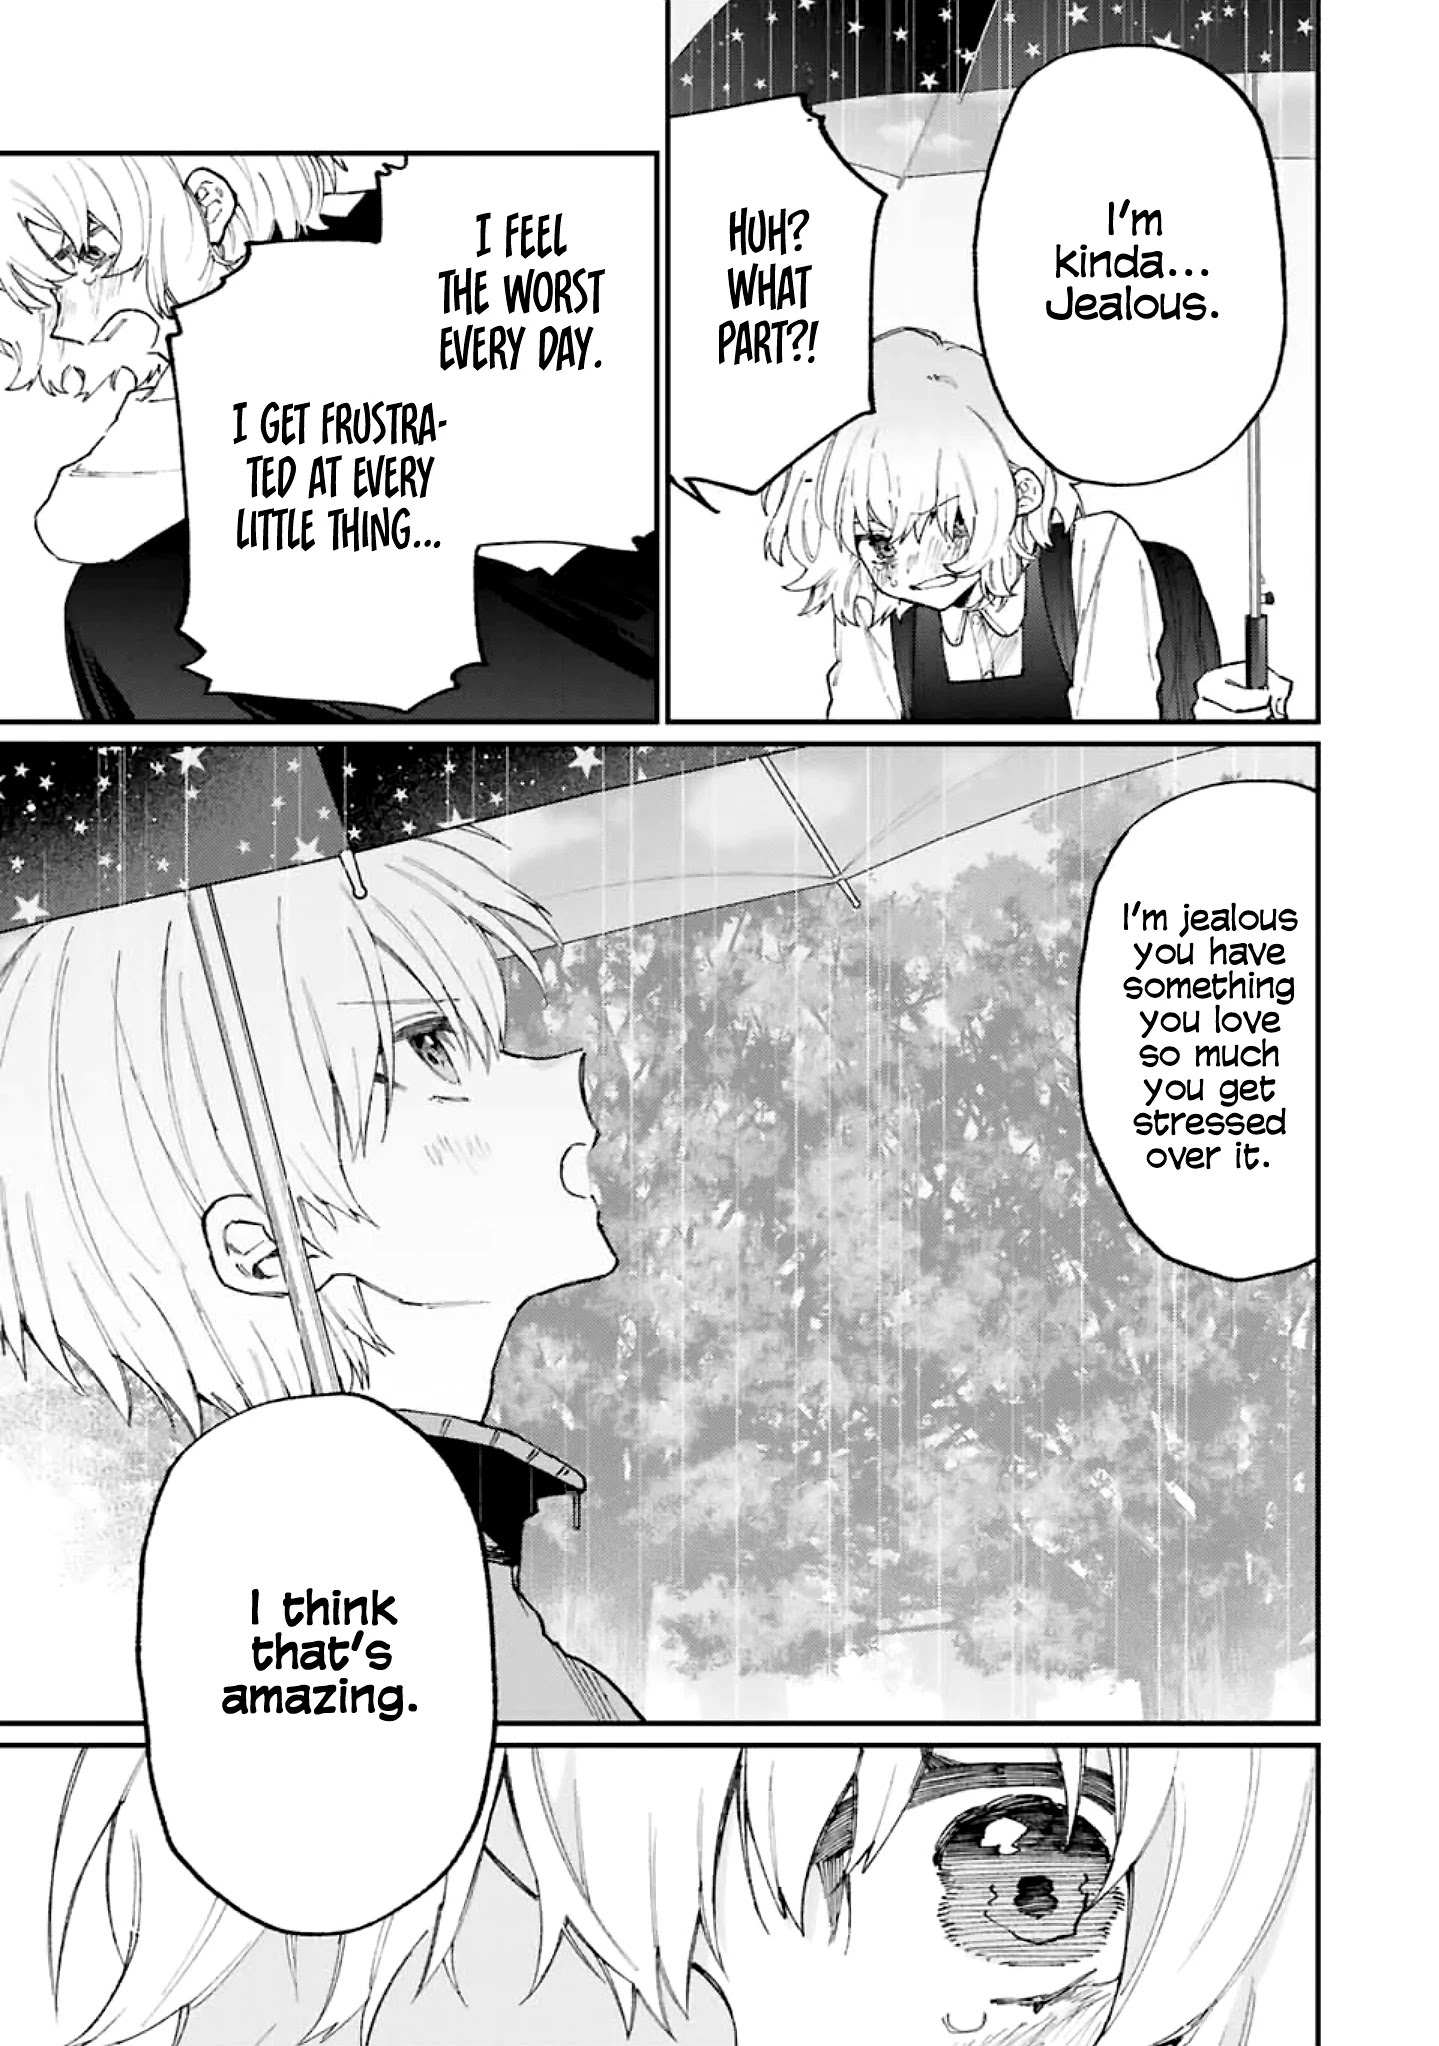 I'm
kinda...
Jealous.
HUH?
WHAT
PART?!
I FEEL
THE WORST
EVERY DAY.
I GET FRUSTRA-
TED AT EVERY
LITTLE THING...
I'm jealous
you have
something
you love
so much
you get
stressed
over it.
I think
that's
amazing.